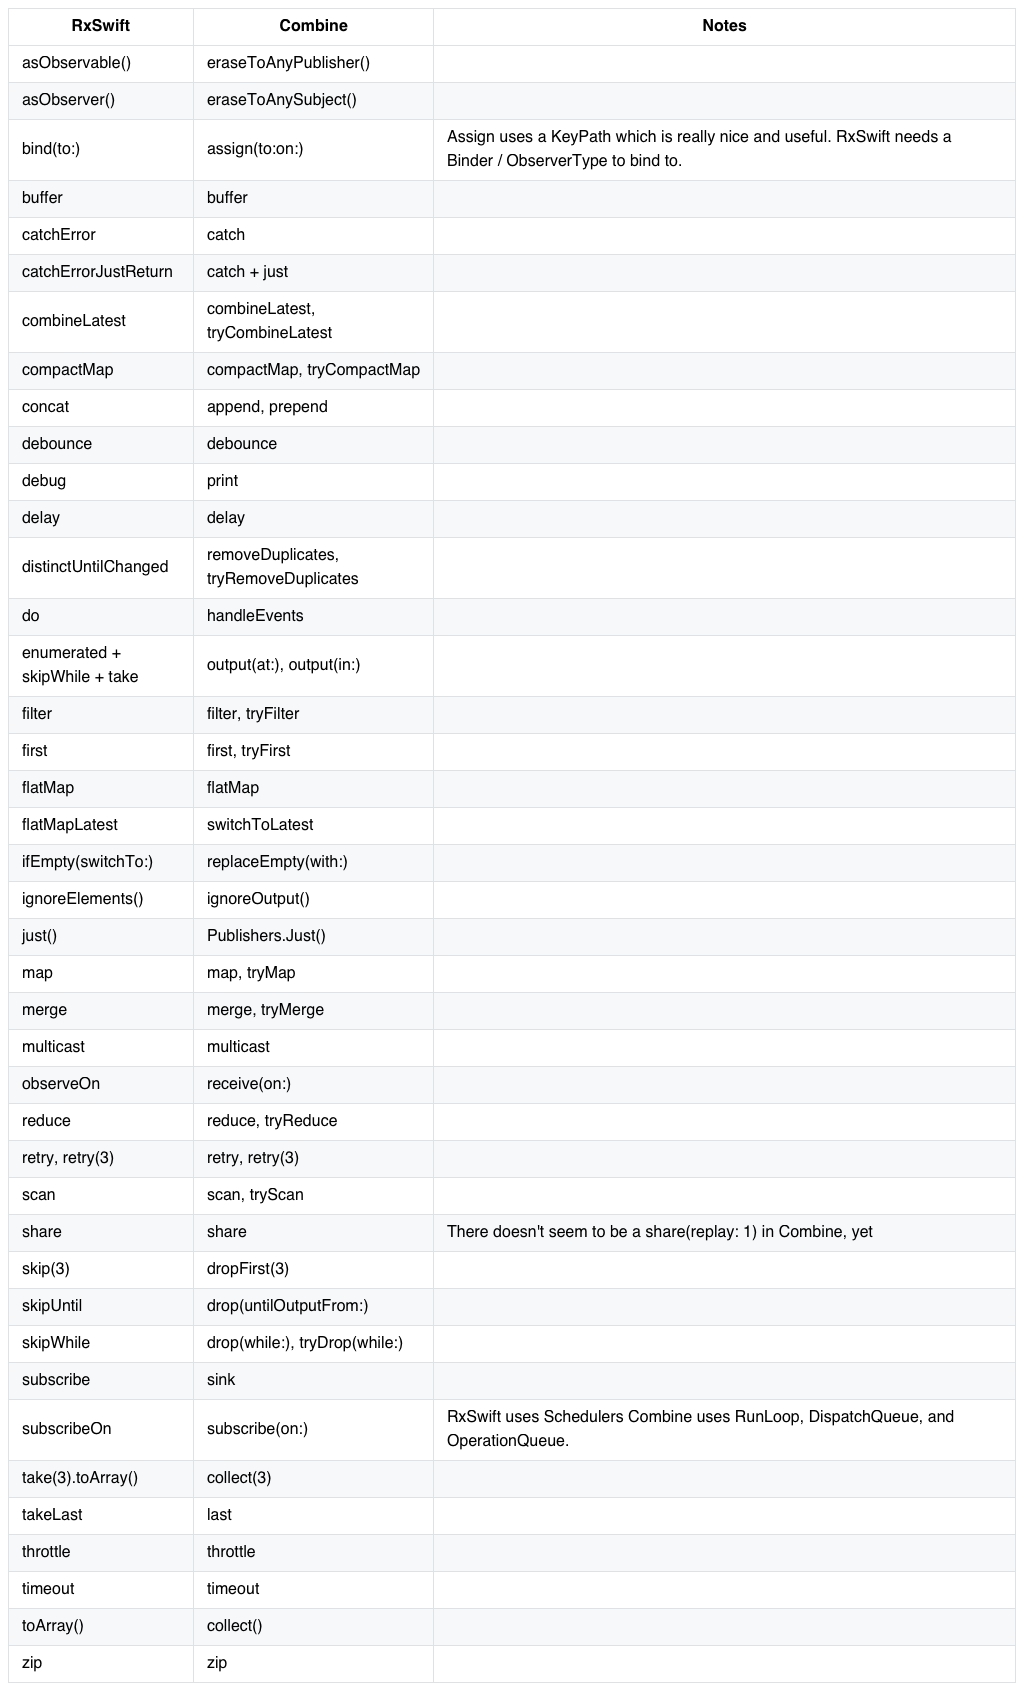 RxSwift Combine Notes
asObservable() eraseToAnyPublisher()
asObserver() eraseToAnySubject()
bind(to:) assign(to:on:) Assign uses a KeyPath which is really nice and useful. RxSwift needs a
Binder / ObserverType to bind to.
buffer buffer
catchError catch
catchErrorJustReturn catch + just
combineLatest combineLatest,
tryCombineLatest
compactMap compactMap, tryCompactMap
concat append, prepend
debounce debounce
debug print
delay delay
distinctUntilChanged removeDuplicates,
tryRemoveDuplicates
do handleEvents
enumerated +
skipWhile + take output(at:), output(in:)
filter filter, tryFilter
first first, tryFirst
flatMap flatMap
flatMapLatest switchToLatest
ifEmpty(switchTo:) replaceEmpty(with:)
ignoreElements() ignoreOutput()
just() Publishers.Just()
map map, tryMap
merge merge, tryMerge
multicast multicast
observeOn receive(on:)
reduce reduce, tryReduce
retry, retry(3) retry, retry(3)
scan scan, tryScan
share share There doesn't seem to be a share(replay: 1) in Combine, yet
skip(3) dropFirst(3)
skipUntil drop(untilOutputFrom:)
skipWhile drop(while:), tryDrop(while:)
subscribe sink
subscribeOn subscribe(on:) RxSwift uses Schedulers Combine uses RunLoop, DispatchQueue, and
OperationQueue.
take(3).toArray() collect(3)
takeLast last
throttle throttle
timeout timeout
toArray() collect()
zip zip